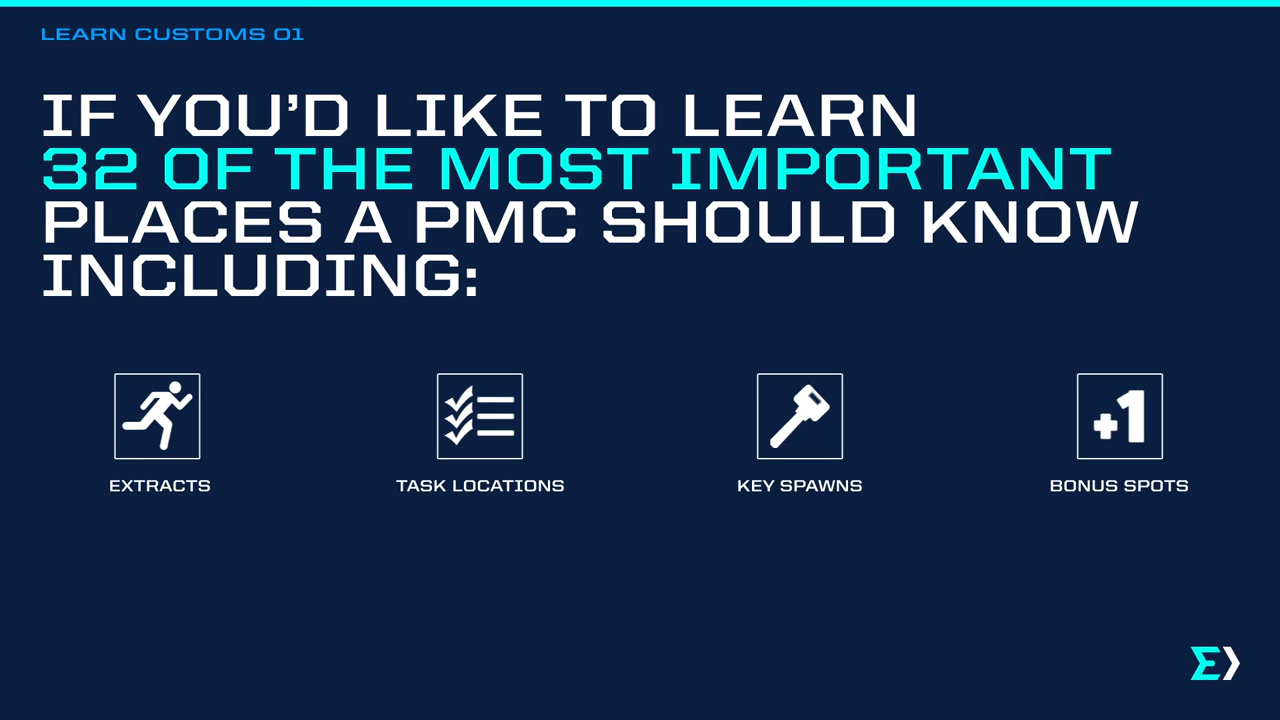 LEARN CUSTOMS 01
IF YOU’D LIKE TO LEARN
32 OF THE MOST IMPORTANT
PLACES A PMC SHOULD KNOW
INCLUDING:
+1
EXTRACTS
TASK LOCATIONS
KEY SPAWNS
BONUS SPOTS